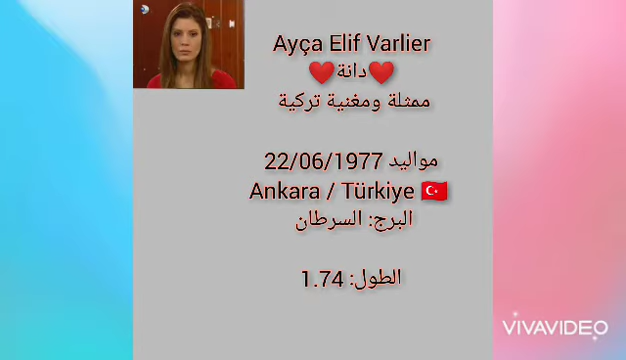 Ayça Elif Varlier
❤️دانة❤️
ممثلة ومغنية تركية
مواليد 22/06/1977
Ankara / Türkiye 🇹🇷
البرج: السرطان
الطول: 1.74
VIVAVIDEO